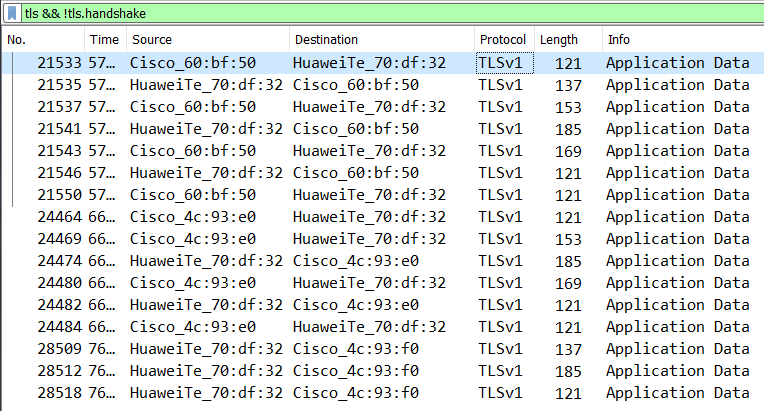 tls && !tls.handshake
No. Time Source Destination Protocol Length Info
21533 57… Cisco_60:bf:50 HuaweiTe_70:df:32 TLSv1 121 Application Data
21535 57… HuaweiTe_70:df:32 Cisco_60:bf:50 TLSv1 137 Application Data
21537 57… Cisco_60:bf:50 HuaweiTe_70:df:32 TLSv1 153 Application Data
21541 57… HuaweiTe_70:df:32 Cisco_60:bf:50 TLSv1 185 Application Data
21543 57… Cisco_60:bf:50 HuaweiTe_70:df:32 TLSv1 169 Application Data
21546 57… HuaweiTe_70:df:32 Cisco_60:bf:50 TLSv1 121 Application Data
21550 57… Cisco_60:bf:50 HuaweiTe_70:df:32 TLSv1 121 Application Data
24464 66… Cisco_4c:93:e0 HuaweiTe_70:df:32 TLSv1 121 Application Data
24469 66… Cisco_4c:93:e0 HuaweiTe_70:df:32 TLSv1 153 Application Data
24474 66… HuaweiTe_70:df:32 Cisco_4c:93:e0 TLSv1 185 Application Data
24480 66… Cisco_4c:93:e0 HuaweiTe_70:df:32 TLSv1 169 Application Data
24482 66… HuaweiTe_70:df:32 Cisco_4c:93:e0 TLSv1 121 Application Data
24484 66… Cisco_4c:93:e0 HuaweiTe_70:df:32 TLSv1 121 Application Data
28509 76… HuaweiTe_70:df:32 Cisco_4c:93:f0 TLSv1 137 Application Data
28512 76… HuaweiTe_70:df:32 Cisco_4c:93:f0 TLSv1 185 Application Data
28518 76… HuaweiTe_70:df:32 Cisco_4c:93:f0 TLSv1 121 Application Data